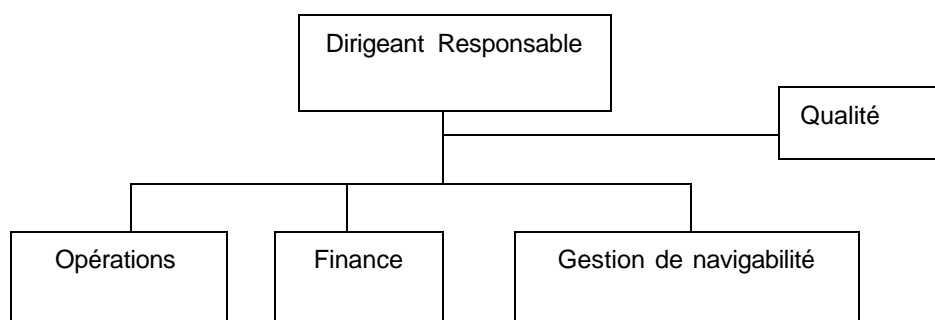 Dirigeant Responsable
Qualité
Opérations
Finance
Gestion de navigabilité